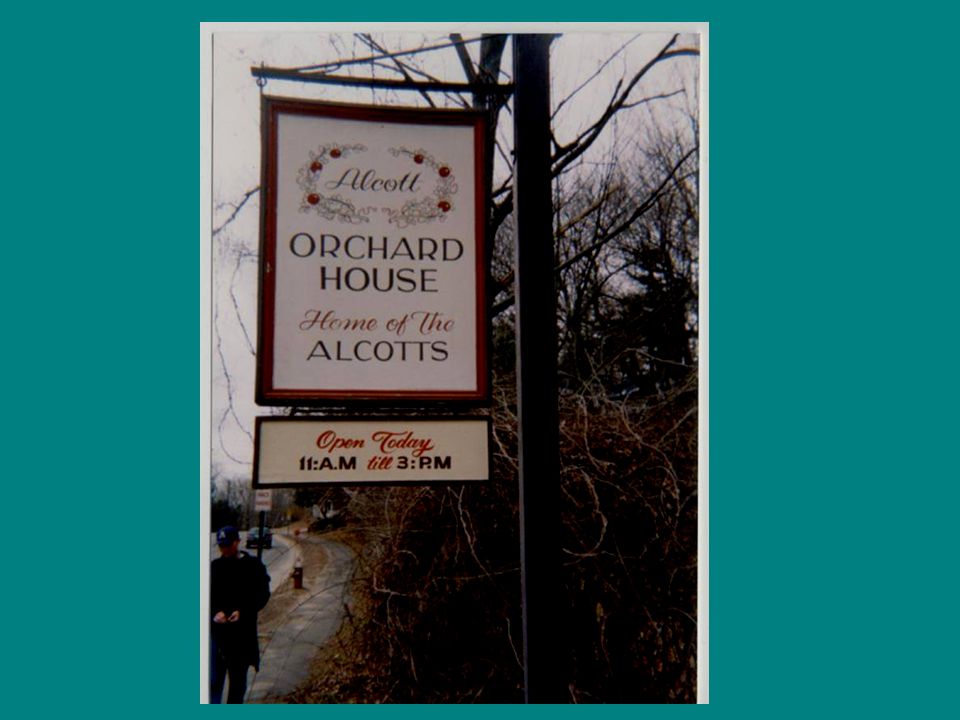 Alcott
ORCHARD
HOUSE
Home of The
ALCOTTS
Open Today
11:A.M till 3:P.M